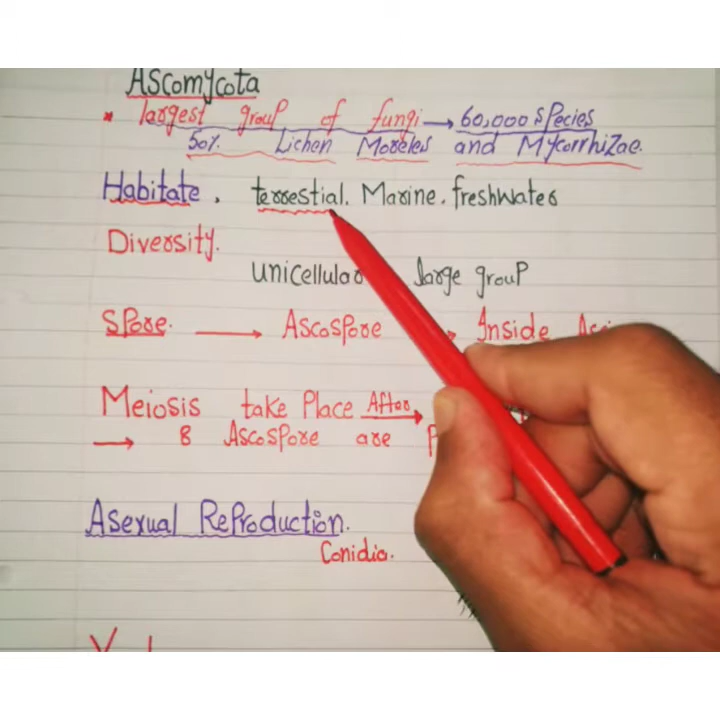 Ascomycota
* largest group of fungi → 60,000 species
50% Lichen Moreles and Mycorrhizae.
Habitate. terrestial. Marine. freshwater
Diversity.
unicellular large group
Spore. → Ascospore → Inside Asci
Meiosis take Place After →
→ 8 Ascospore are
Asexual Reproduction.
Conidia.